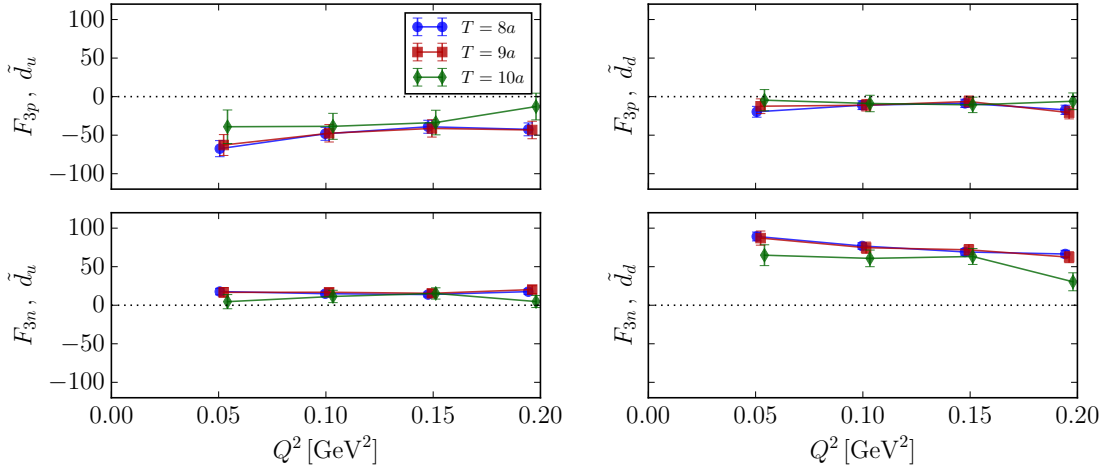 100
50
0
−50
−100
F₃ₚ , d̃ᵤ
T = 8a
T = 9a
T = 10a
F₃ₚ , d̃_d
100
50
0
−50
−100
F₃ₙ , d̃ᵤ
F₃ₙ , d̃_d
0.00 0.05 0.10 0.15 0.20
0.00 0.05 0.10 0.15 0.20
Q² [GeV²]
Q² [GeV²]